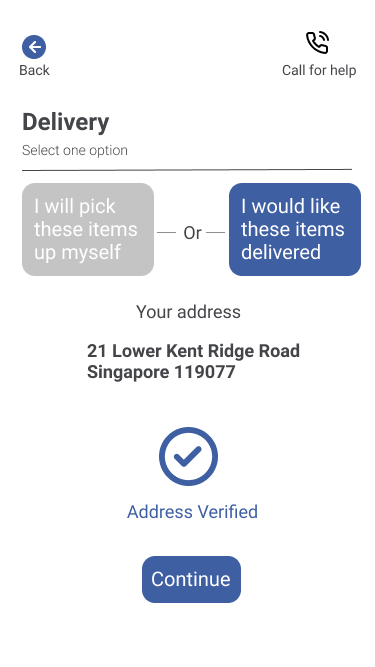 Back
Call for help
Delivery
Select one option
I will pick
these items
up myself
Or
I would like
these items
delivered
Your address
21 Lower Kent Ridge Road
Singapore 119077
Address Verified
Continue